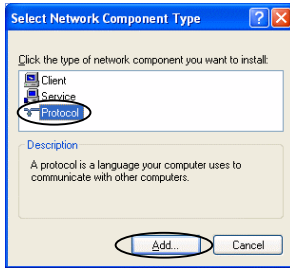 Select Network Component Type
Click the type of network component you want to install:
Client
Service
Protocol
Description
A protocol is a language your computer uses to
communicate with other computers.
Add...
Cancel